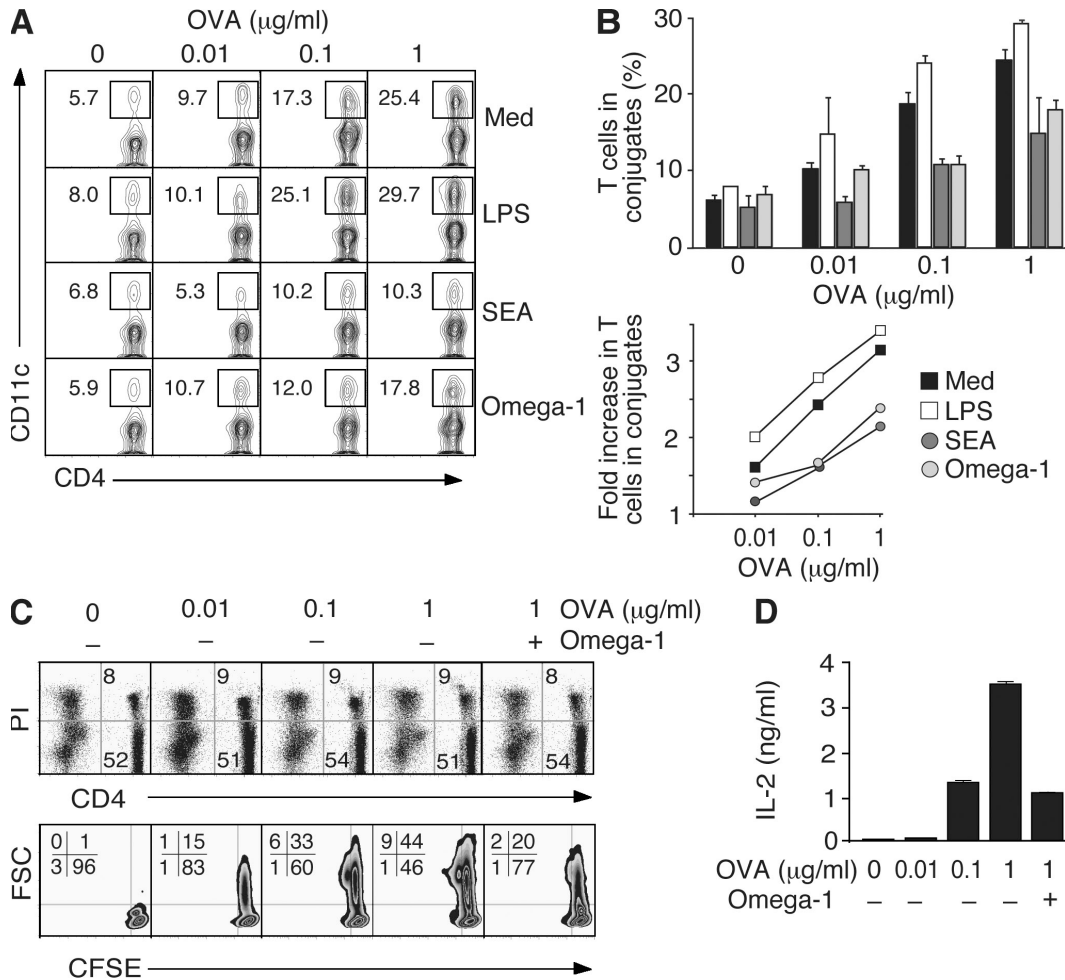 A
OVA (μg/ml)
0 0.01 0.1 1
5.7 9.7 17.3 25.4 Med
8.0 10.1 25.1 29.7 LPS
6.8 5.3 10.2 10.3 SEA
5.9 10.7 12.0 17.8 Omega-1
CD11c
CD4
B
T cells in
conjugates (%)
30
20
10
0
0 0.01 0.1 1
OVA (μg/ml)
Fold increase in T
cells in conjugates
3
2
1
0.01 0.1 1
OVA (μg/ml)
Med
LPS
SEA
Omega-1
C
0 0.01 0.1 1 1 OVA (μg/ml)
– – – – + Omega-1
PI
8 9 9 9 8
52 51 54 51 54
CD4
FSC
0 1 1 15 6 33 9 44 2 20
3 96 1 83 1 60 1 46 1 77
CFSE
D
IL-2 (ng/ml)
4
3
2
1
0
OVA (μg/ml) 0 0.01 0.1 1 1
Omega-1 – – – – +